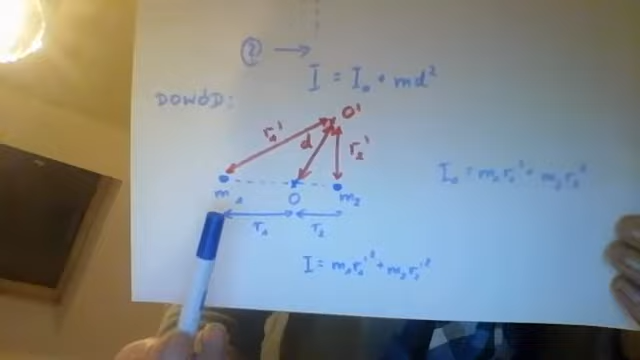 ② →
I = I₀ + md²
DOWÓD:
O'
r₁'
d
r₂'
m₁
O
m₂
r₁
r₂
I₀ = m₁r₁² + m₂r₂²
I = m₁r₁'² + m₂r₂'²